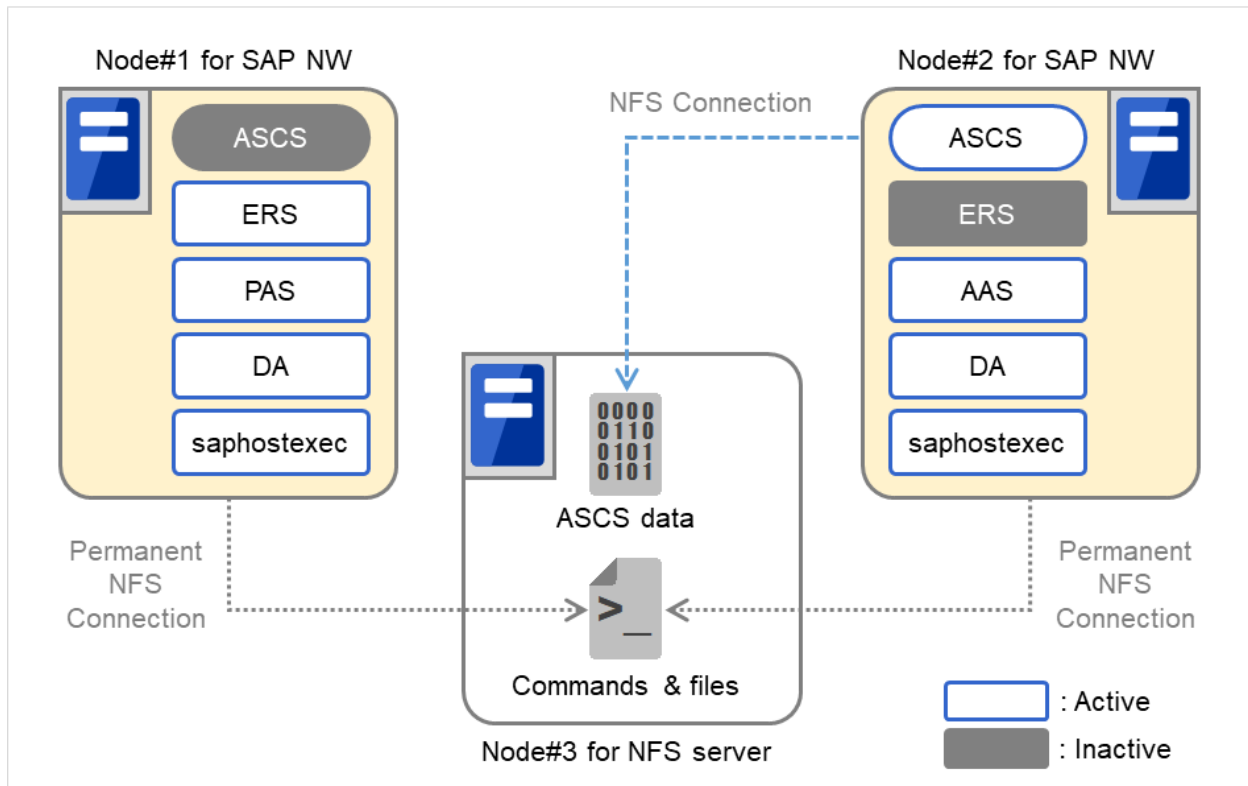 Node#1 for SAP NW
ASCS
ERS
PAS
DA
saphostexec
Permanent
NFS
Connection
NFS Connection
Node#2 for SAP NW
ASCS
ERS
AAS
DA
saphostexec
Permanent
NFS
Connection
0000
0110
0101
0101
ASCS data
>_
Commands & files
Node#3 for NFS server
: Active
: Inactive